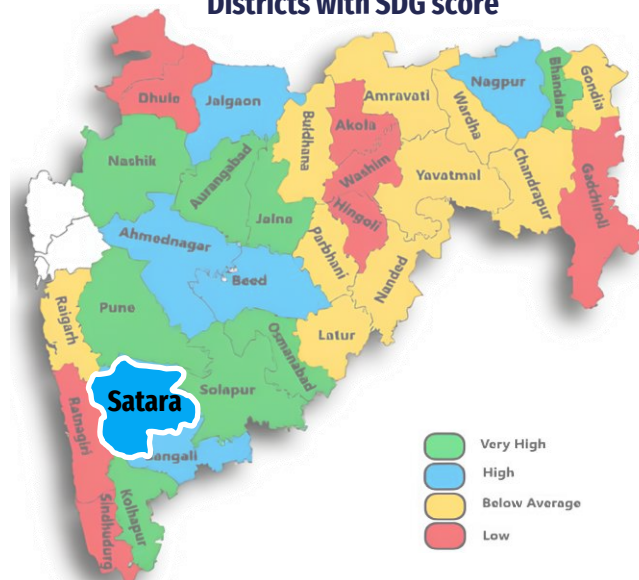 Districts with SDG score
Dhule
Jalgaon
Nagpur
Bhandara
Gondia
Amravati
Wardha
Buldhana
Akola
Nashik
Aurangabad
Washim
Yavatmal
Chandrapur
Gadchiroli
Jalna
Hingoli
Ahmednagar
Parbhani
Beed
Nanded
Raigarh
Pune
Osmanabad
Latur
Satara
Solapur
Ratnagiri
angali
Kolhapur
Sindhudurg
Very High
High
Below Average
Low